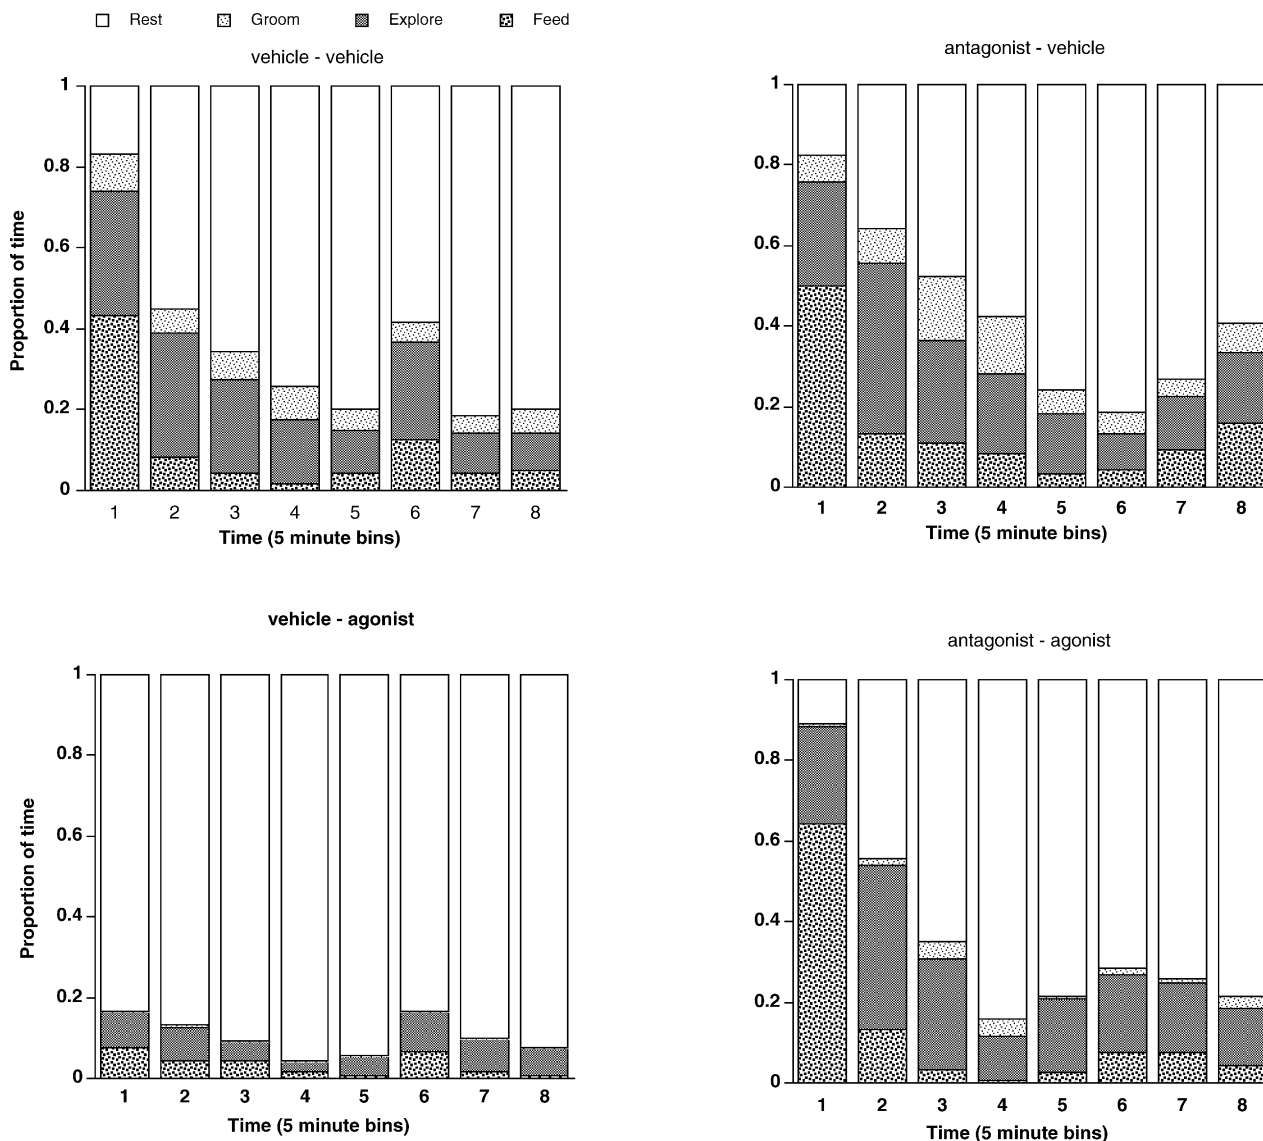 Rest Groom Explore Feed
vehicle - vehicle
1
0.8
0.6
0.4
0.2
0
Proportion of time
1 2 3 4 5 6 7 8
Time (5 minute bins)
antagonist - vehicle
1
0.8
0.6
0.4
0.2
0
1 2 3 4 5 6 7 8
Time (5 minute bins)
vehicle - agonist
1
0.8
0.6
0.4
0.2
0
Proportion of time
1 2 3 4 5 6 7 8
Time (5 minute bins)
antagonist - agonist
1
0.8
0.6
0.4
0.2
0
1 2 3 4 5 6 7 8
Time (5 minute bins)